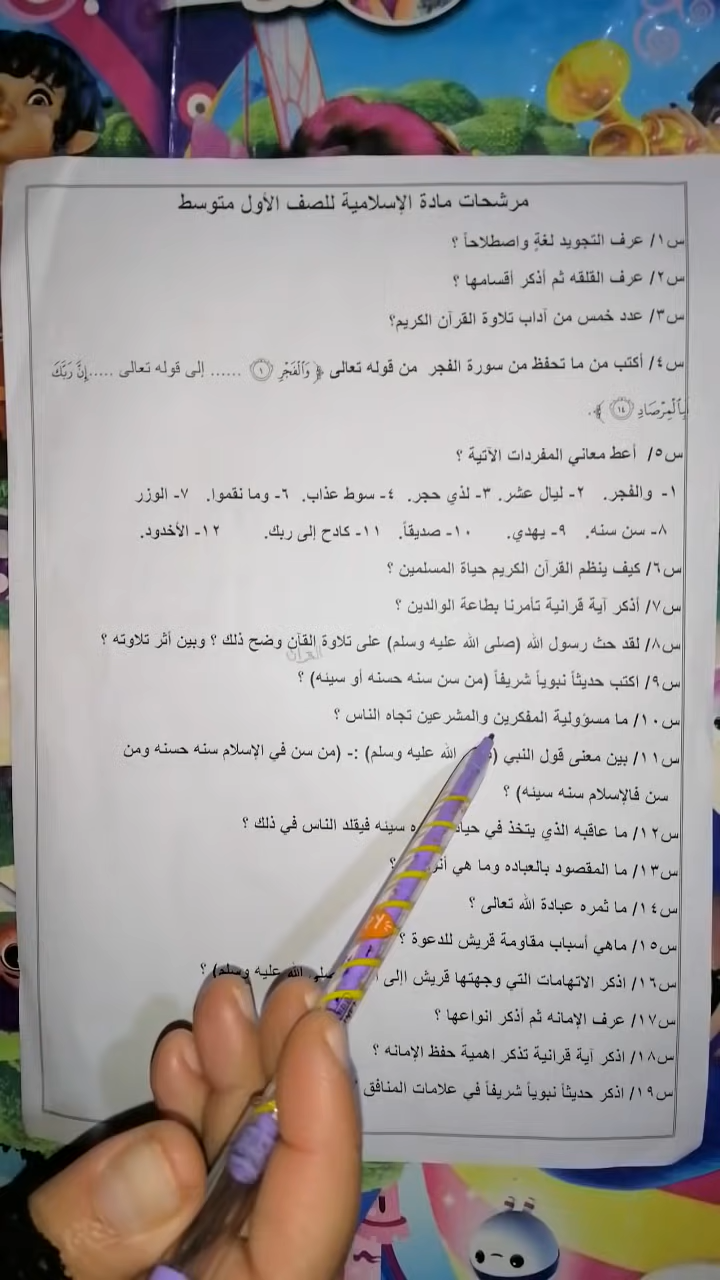 مرشحات مادة الإسلامية للصف الأول متوسط
س١/ عرف التجويد لغةٍ واصطلاحاً ؟
س٢/ عرف القلقه ثم أذكر أقسامها ؟
س٣/ عدد خمس من آداب تلاوة القرآن الكريم؟
س٤/ أكتب من ما تحفظ من سورة الفجر من قوله تعالى ﴿ وَالْفَجْرِ ١ ...... إلى قوله تعالى .....إِنَّ رَبَّكَ
بِالْمِرْصَادِ ١٤ ﴾.
س٥/ أعط معاني المفردات الآتية ؟
١- والفجر. ٢- ليال عشر. ٣- لذي حجر. ٤- سوط عذاب. ٦- وما نقموا. ٧- الوزر
٨- سن سنه. ٩- يهدي. ١٠- صديقاً. ١١- كادح إلى ربك. ١٢- الأخدود.
س٦/ كيف ينظم القرآن الكريم حياة المسلمين ؟
س٧/ أذكر آية قرانية تأمرنا بطاعة الوالدين ؟
س٨/ لقد حث رسول الله (صلى الله عليه وسلم) على تلاوة القآن وضح ذلك ؟ وبين أثر تلاوته ؟
القرآن
س٩/ اكتب حديثاً نبوياً شريفاً (من سن سنه حسنه أو سيئه) ؟
س١٠/ ما مسؤولية المفكرين والمشرعين تجاه الناس ؟
س١١/ بين معنى قول النبي ( الله عليه وسلم) :- (من سن في الإسلام سنه حسنه ومن
سن فالإسلام سنه سيئه) ؟
س١٢/ ما عاقبه الذي يتخذ في سيئه فيقلد الناس في ذلك ؟
س١٣/ ما المقصود بالعباده وما هي ؟
س١٤/ ما ثمره عبادة الله تعالى ؟
س١٥/ ماهي أسباب مقاومة قريش للدعوة ؟
س١٦/ اذكر الاتهامات التي وجهتها قريش اإلى صلى الله عليه وسلم) ؟
س١٧/ عرف الإمانه ثم أذكر انواعها ؟
س١٨/ اذكر آية قرانية تذكر اهمية حفظ الإمانه ؟
س١٩/ اذكر حديثاً نبوياً شريفاً في علامات المنافق